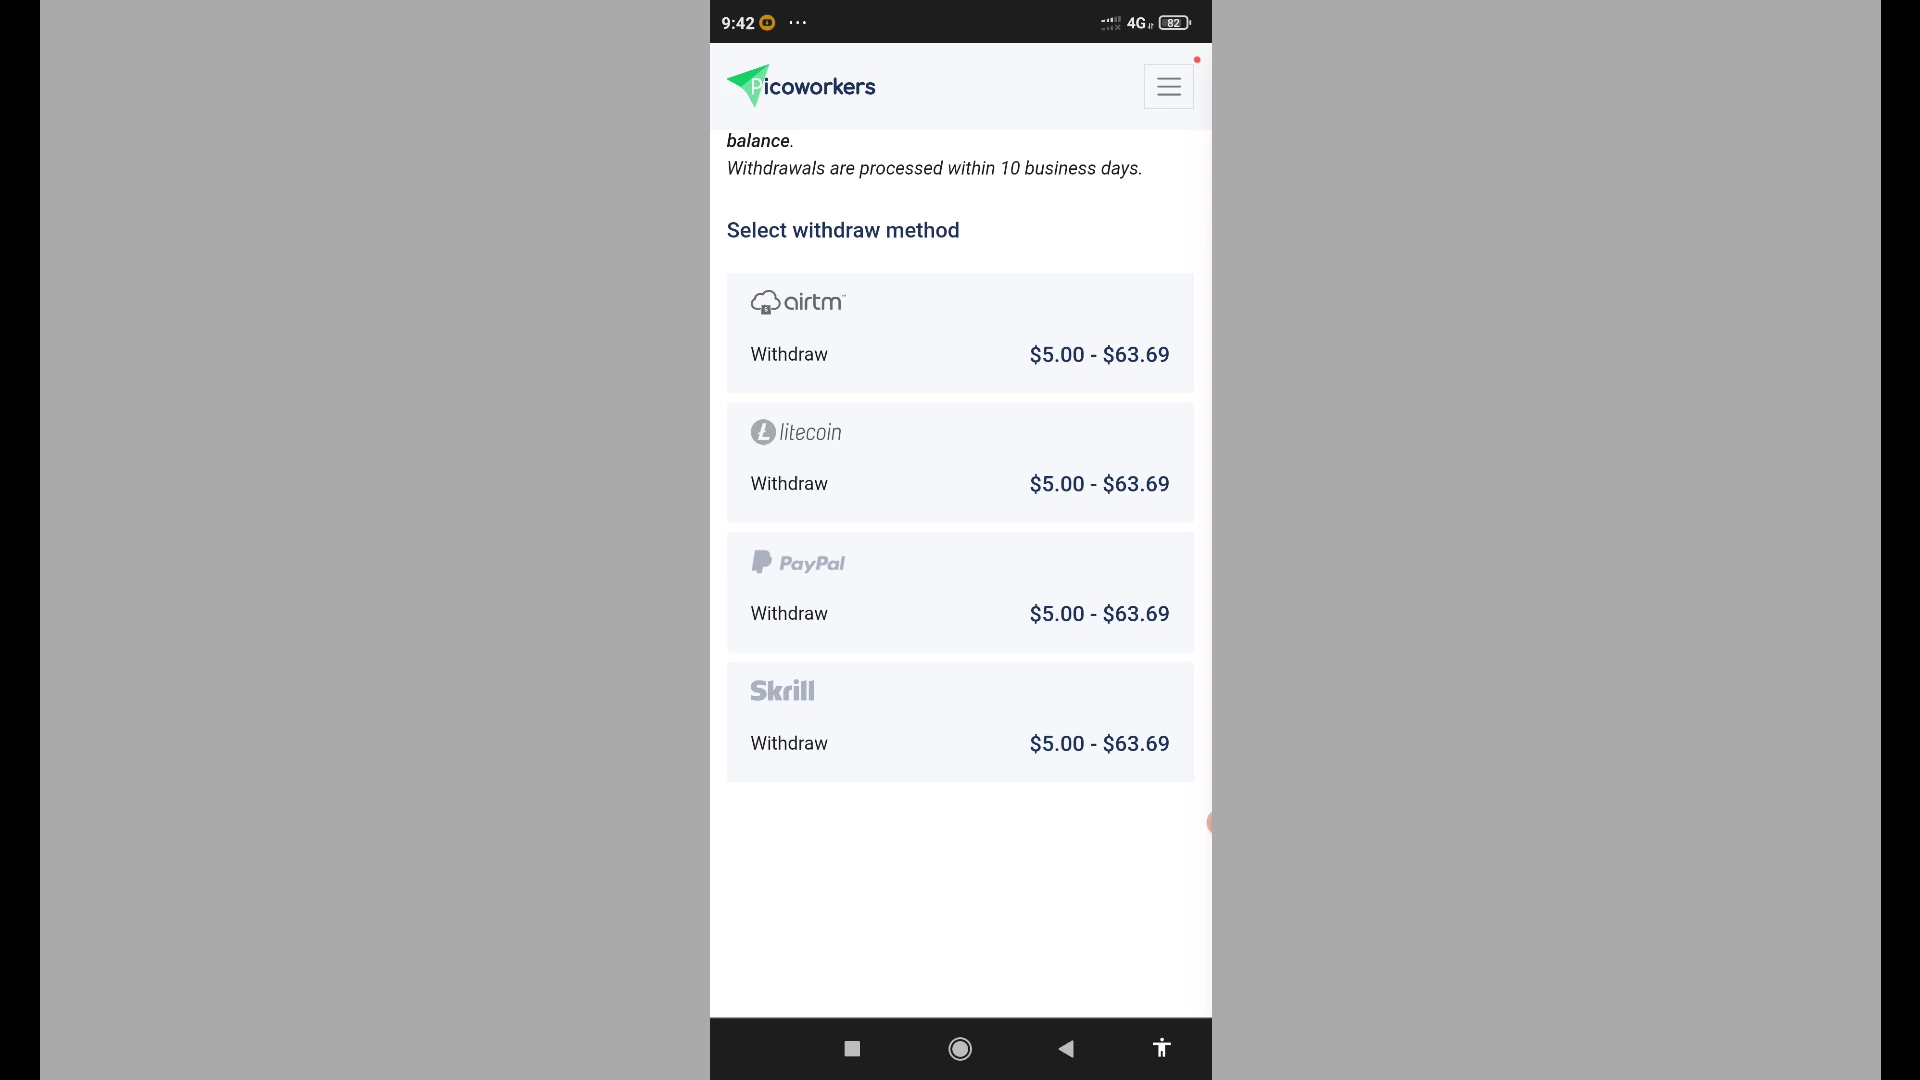 9:42 ... 4G 82
Picoworkers
balance.
Withdrawals are processed within 10 business days.
Select withdraw method
airtm
Withdraw $5.00 - $63.69
litecoin
Withdraw $5.00 - $63.69
PayPal
Withdraw $5.00 - $63.69
Skrill
Withdraw $5.00 - $63.69